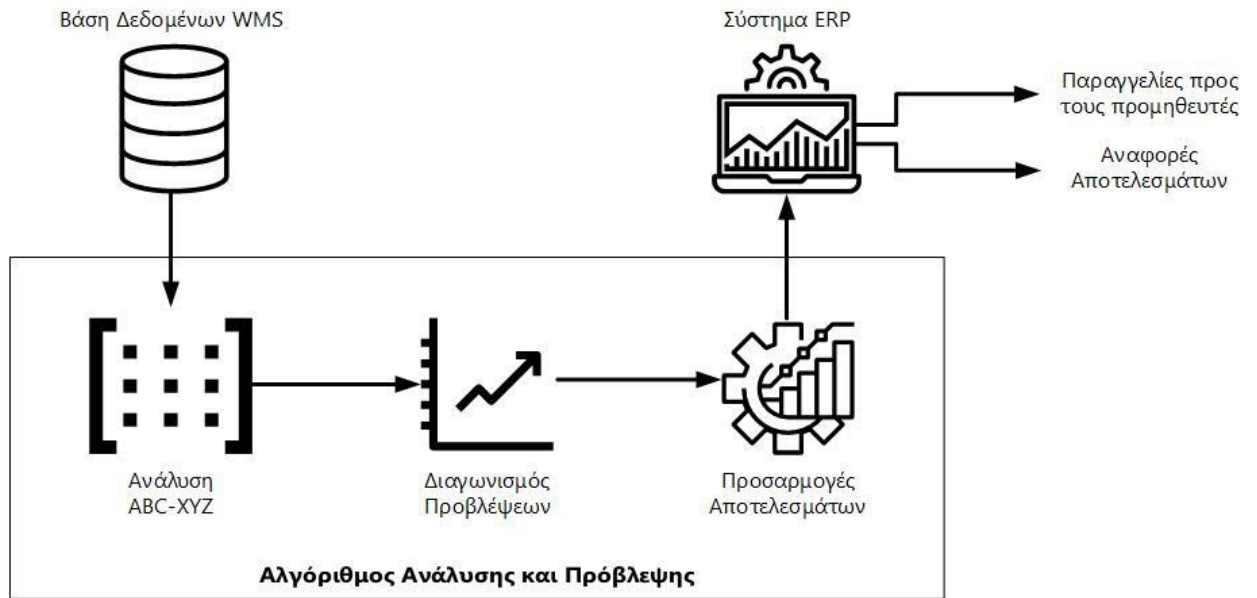 Βάση Δεδομένων WMS
Σύστημα ERP
Παραγγελίες προς
τους προμηθευτές
Αναφορές
Αποτελεσμάτων
Ανάλυση
ABC-XYZ
Διαγωνισμός
Προβλέψεων
Προσαρμογές
Αποτελεσμάτων
Αλγόριθμος Ανάλυσης και Πρόβλεψης